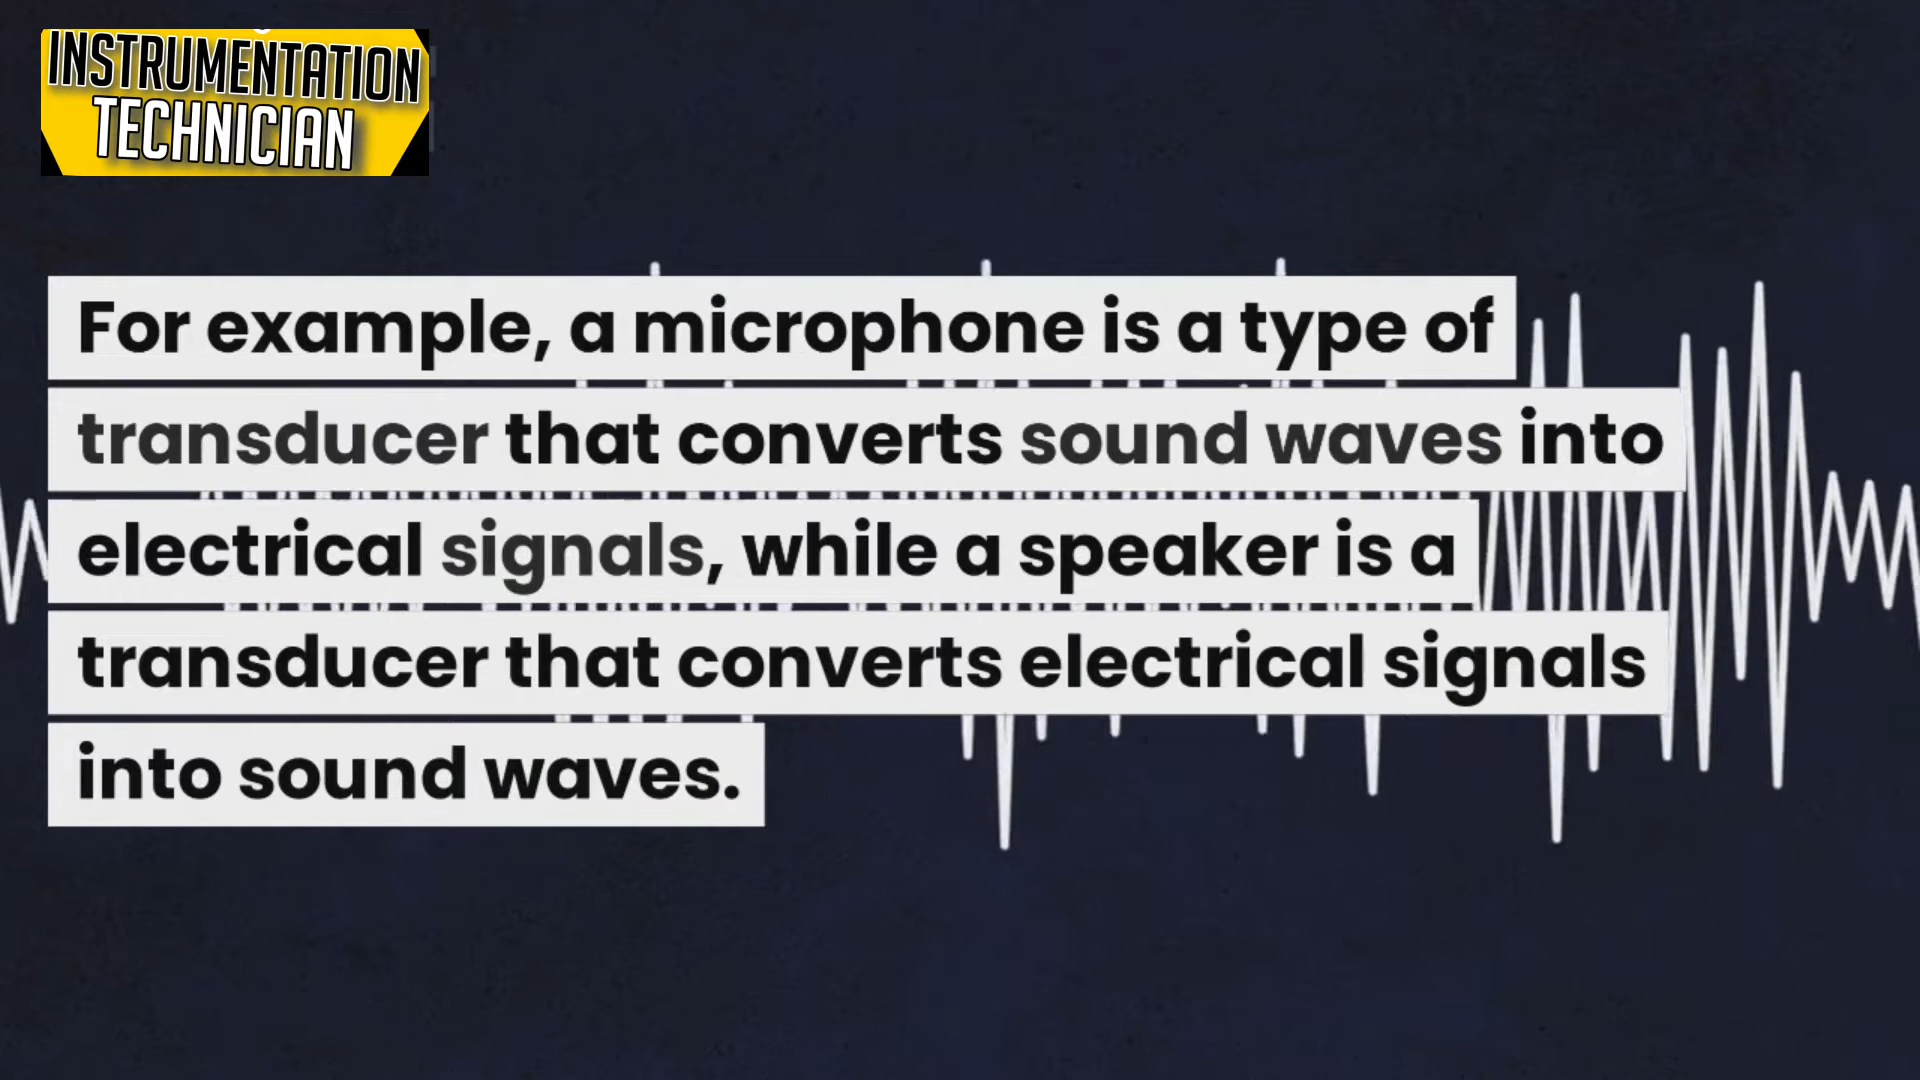 INSTRUMENTATION
TECHNICIAN
For example, a microphone is a type of
transducer that converts sound waves into
electrical signals, while a speaker is a
transducer that converts electrical signals
into sound waves.